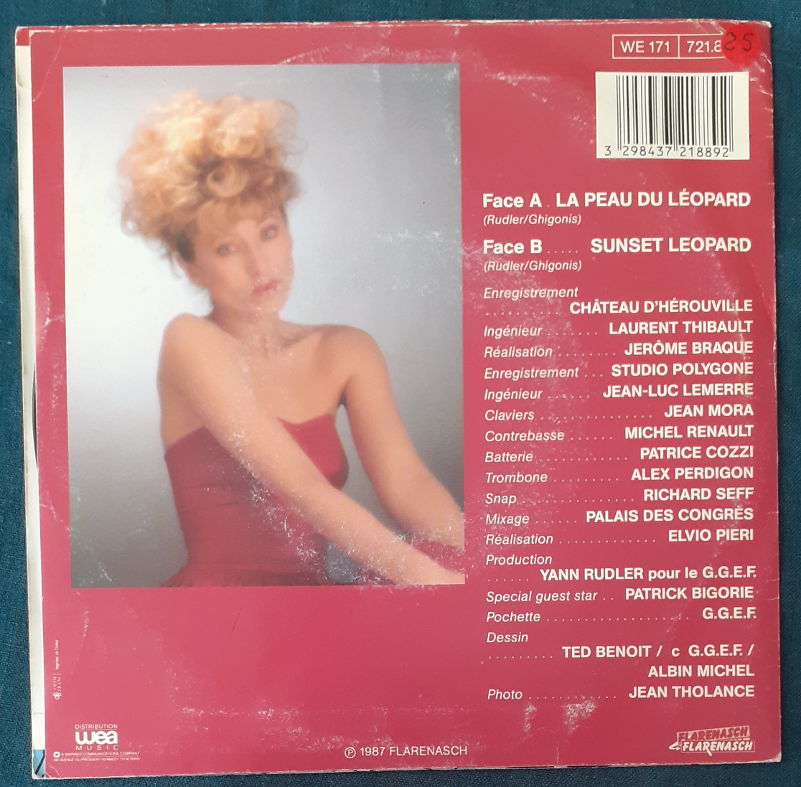 WE 171 721.8
25
3 298437 218892
Face A . LA PEAU DU LÉOPARD
(Rudler/Ghigonis)
Face B ..... SUNSET LEOPARD
(Rudler/Ghigonis)
Enregistrement
.......... CHÂTEAU D'HÉROUVILLE
Ingénieur ....... LAURENT THIBAULT
Réalisation ......... JERÔME BRAQUE
Enregistrement ... STUDIO POLYGONE
Ingénieur ...... JEAN-LUC LEMERRE
Claviers .............. JEAN MORA
Contrebasse ...... MICHEL RENAULT
Batterie ............ PATRICE COZZI
Trombone ......... ALEX PERDIGON
Snap .............. RICHARD SEFF
Mixage ...... PALAIS DES CONGRÈS
Réalisation ............ ELVIO PIERI
Production
...... YANN RUDLER pour le G.G.E.F.
Special guest star .. PATRICK BIGORIE
Pochette .................. G.G.E.F.
Dessin
......... TED BENOIT / c G.G.E.F. /
ALBIN MICHEL
Photo ........... JEAN THOLANCE
DISTRIBUTION
wea
MUSIC
A WARNER COMMUNICATIONS COMPANY
℗ 1987 FLARENASCH
FLARENASCH
FLARENASCH